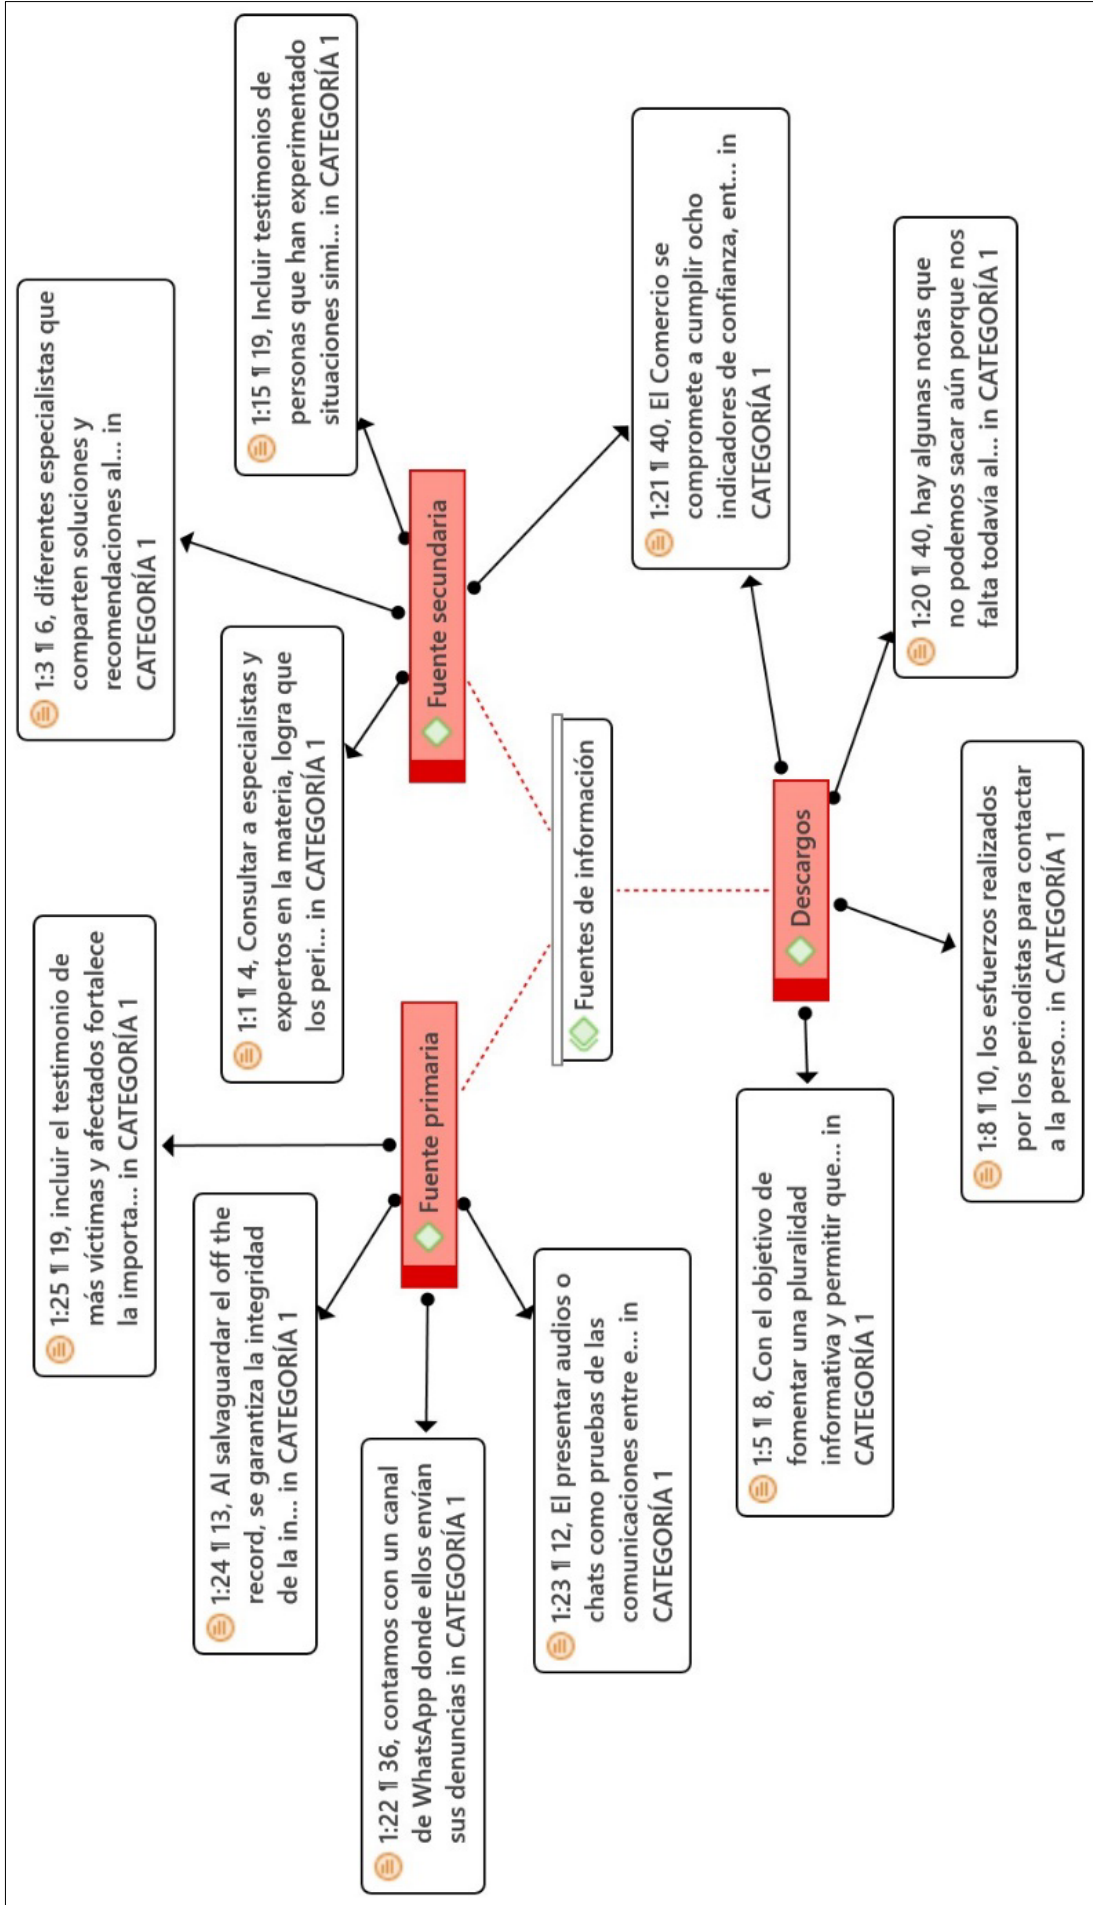 1:25 ¶ 19, incluir el testimonio de
más víctimas y afectados fortalece
la importa... in CATEGORÍA 1
1:3 ¶ 6, diferentes especialistas que
comparten soluciones y
recomendaciones al... in
CATEGORÍA 1
1:24 ¶ 13, Al salvaguardar el off the
record, se garantiza la integridad
de la in... in CATEGORÍA 1
1:1 ¶ 4, Consultar a especialistas y
expertos en la materia, logra que
los peri... in CATEGORÍA 1
1:15 ¶ 19, Incluir testimonios de
personas que han experimentado
situaciones simi... in CATEGORÍA 1
1:22 ¶ 36, contamos con un canal
de WhatsApp donde ellos envían
sus denuncias in CATEGORÍA 1
Fuente primaria
Fuente secundaria
1:23 ¶ 12, El presentar audios o
chats como pruebas de las
comunicaciones entre e... in
CATEGORÍA 1
Fuentes de información
1:21 ¶ 40, El Comercio se
compromete a cumplir ocho
indicadores de confianza, ent... in
CATEGORÍA 1
1:5 ¶ 8, Con el objetivo de
fomentar una pluralidad
informativa y permitir que... in
CATEGORÍA 1
Descargos
1:20 ¶ 40, hay algunas notas que
no podemos sacar aún porque nos
falta todavía al... in CATEGORÍA 1
1:8 ¶ 10, los esfuerzos realizados
por los periodistas para contactar
a la perso... in CATEGORÍA 1